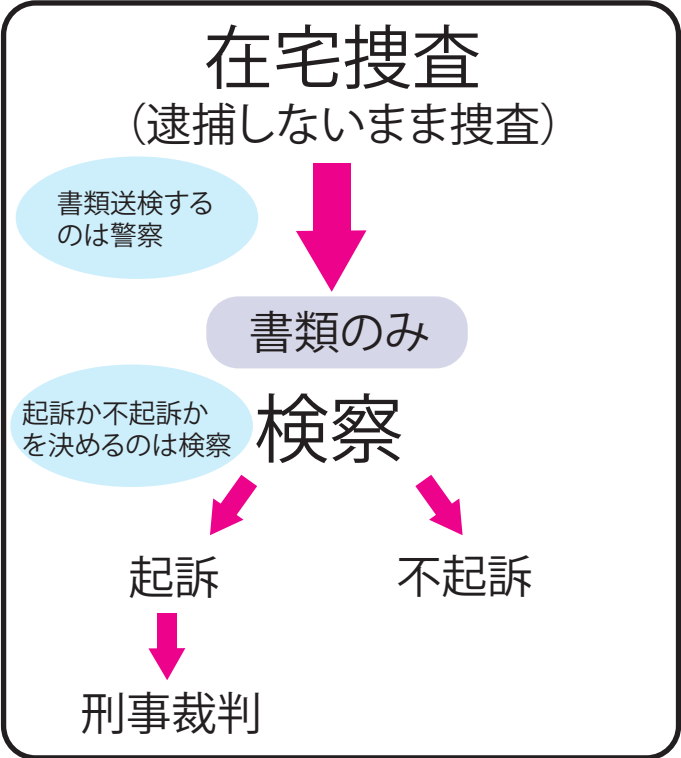 在宅捜査
（逮捕しないまま捜査）
書類送検する
のは警察
書類のみ
起訴か不起訴か
を決めるのは検察
検察
起訴
不起訴
刑事裁判